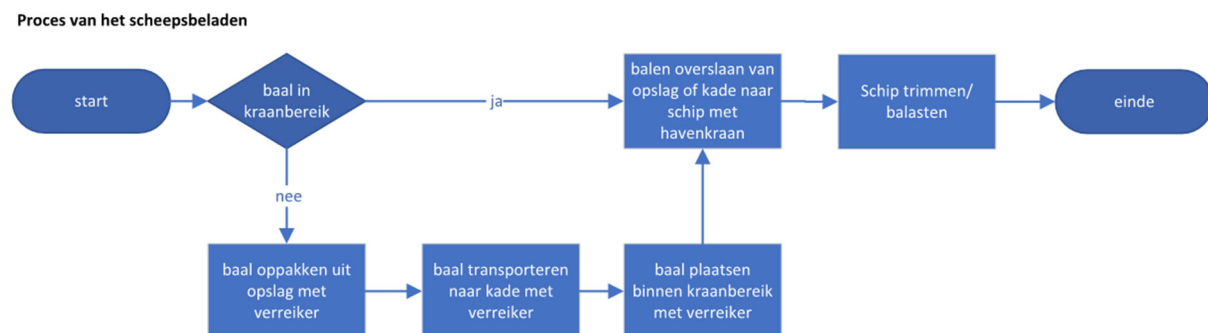 Proces van het scheepsbeladen
start
baal in
kraanbereik
ja
balen overslaan van
opslag of kade naar
schip met
havenkraan
Schip trimmen/
balasten
einde
nee
baal oppakken uit
opslag met
verreiker
baal transporteren
naar kade met
verreiker
baal plaatsen
binnen kraanbereik
met verreiker